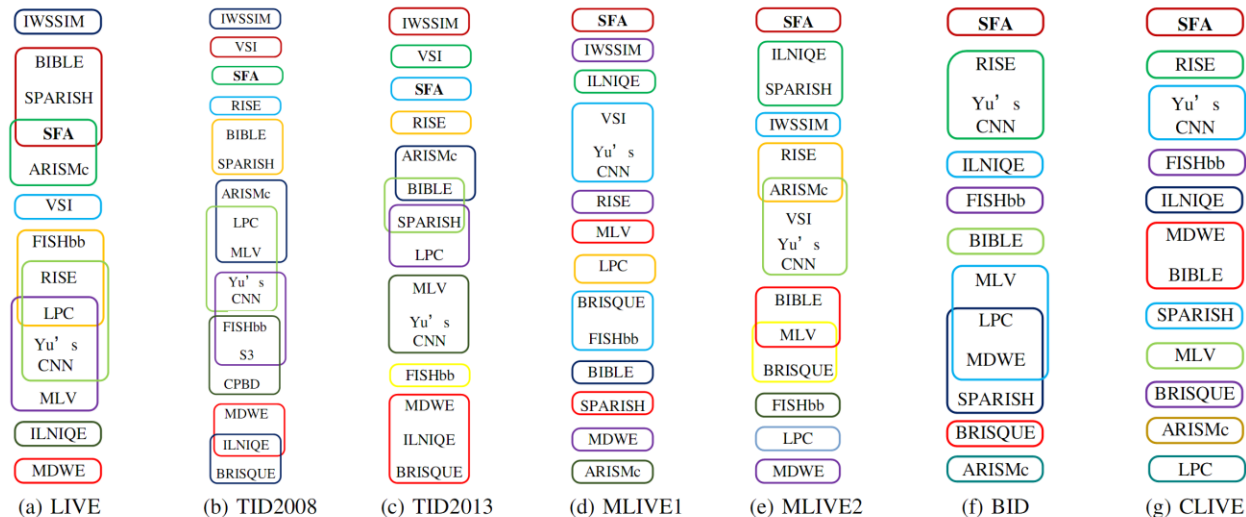 IWSSIM
BIBLE
SPARISH
SFA
ARISMc
VSI
FISHbb
RISE
LPC
Yu's
CNN
MLV
ILNIQE
MDWE
(a) LIVE
IWSSIM
VSI
SFA
RISE
BIBLE
SPARISH
ARISMc
LPC
MLV
Yu's
CNN
FISHbb
S3
CPBD
MDWE
ILNIQE
BRISQUE
(b) TID2008
IWSSIM
VSI
SFA
RISE
ARISMc
BIBLE
SPARISH
LPC
MLV
Yu's
CNN
FISHbb
MDWE
ILNIQE
BRISQUE
(c) TID2013
SFA
IWSSIM
ILNIQE
VSI
Yu's
CNN
RISE
MLV
LPC
BRISQUE
FISHbb
BIBLE
SPARISH
MDWE
ARISMc
(d) MLIVE1
SFA
ILNIQE
SPARISH
IWSSIM
RISE
ARISMc
VSI
Yu's
CNN
BIBLE
MLV
BRISQUE
FISHbb
LPC
MDWE
(e) MLIVE2
SFA
RISE
Yu's
CNN
ILNIQE
FISHbb
BIBLE
MLV
LPC
MDWE
SPARISH
BRISQUE
ARISMc
(f) BID
SFA
RISE
Yu's
CNN
FISHbb
ILNIQE
MDWE
BIBLE
SPARISH
MLV
BRISQUE
ARISMc
LPC
(g) CLIVE